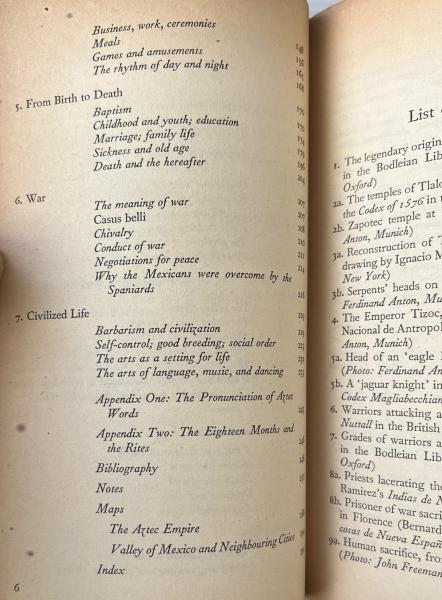 Business, work, ceremonies
Meals
Games and amusements
The rhythm of day and night
5. From Birth to Death
Baptism
Childhood and youth; education
Marriage; family life
Sickness and old age
Death and the hereafter
6. War
The meaning of war
Casus belli
Chivalry
Conduct of war
Negotiations for peace
Why the Mexicans were overcome by the
Spaniards
7. Civilized Life
Barbarism and civilization
Self-control; good breeding; social order
The arts as a setting for life
The arts of language, music, and dancing
Appendix One: The Pronunciation of Aztec
Words
Appendix Two: The Eighteen Months and
the Rites
Bibliography
Notes
Maps
The Aztec Empire
Valley of Mexico and Neighbouring Cities
Index
6
List
1. The legendary origin
in the Bodleian Lib
Oxford)
2a. The temples of Tlalo
the Codex of 1576 in t
2b. Zapotec temple at
Anton, Munich)
3a. Reconstruction of T
drawing by Ignacio M
New York)
3b. Serpents' heads on
Ferdinand Anton, Mu
4. The Emperor Tizoc,
Nacional de Antropol
Anton, Munich)
5a. Head of an 'eagle
(Photo: Ferdinand An
5b. A 'jaguar knight' in
Codex Magliabecchian
6. Warriors attacking a
Nuttall in the British
7. Grades of warriors a
in the Bodleian Lib
Oxford)
8a. Priests lacerating the
Ramirez's Indias de N
8b. Prisoner of war sacri
in Florence (Bernard
cosas de Nueva Españ
9a. Human sacrifice, from
(Photo: John Freeman